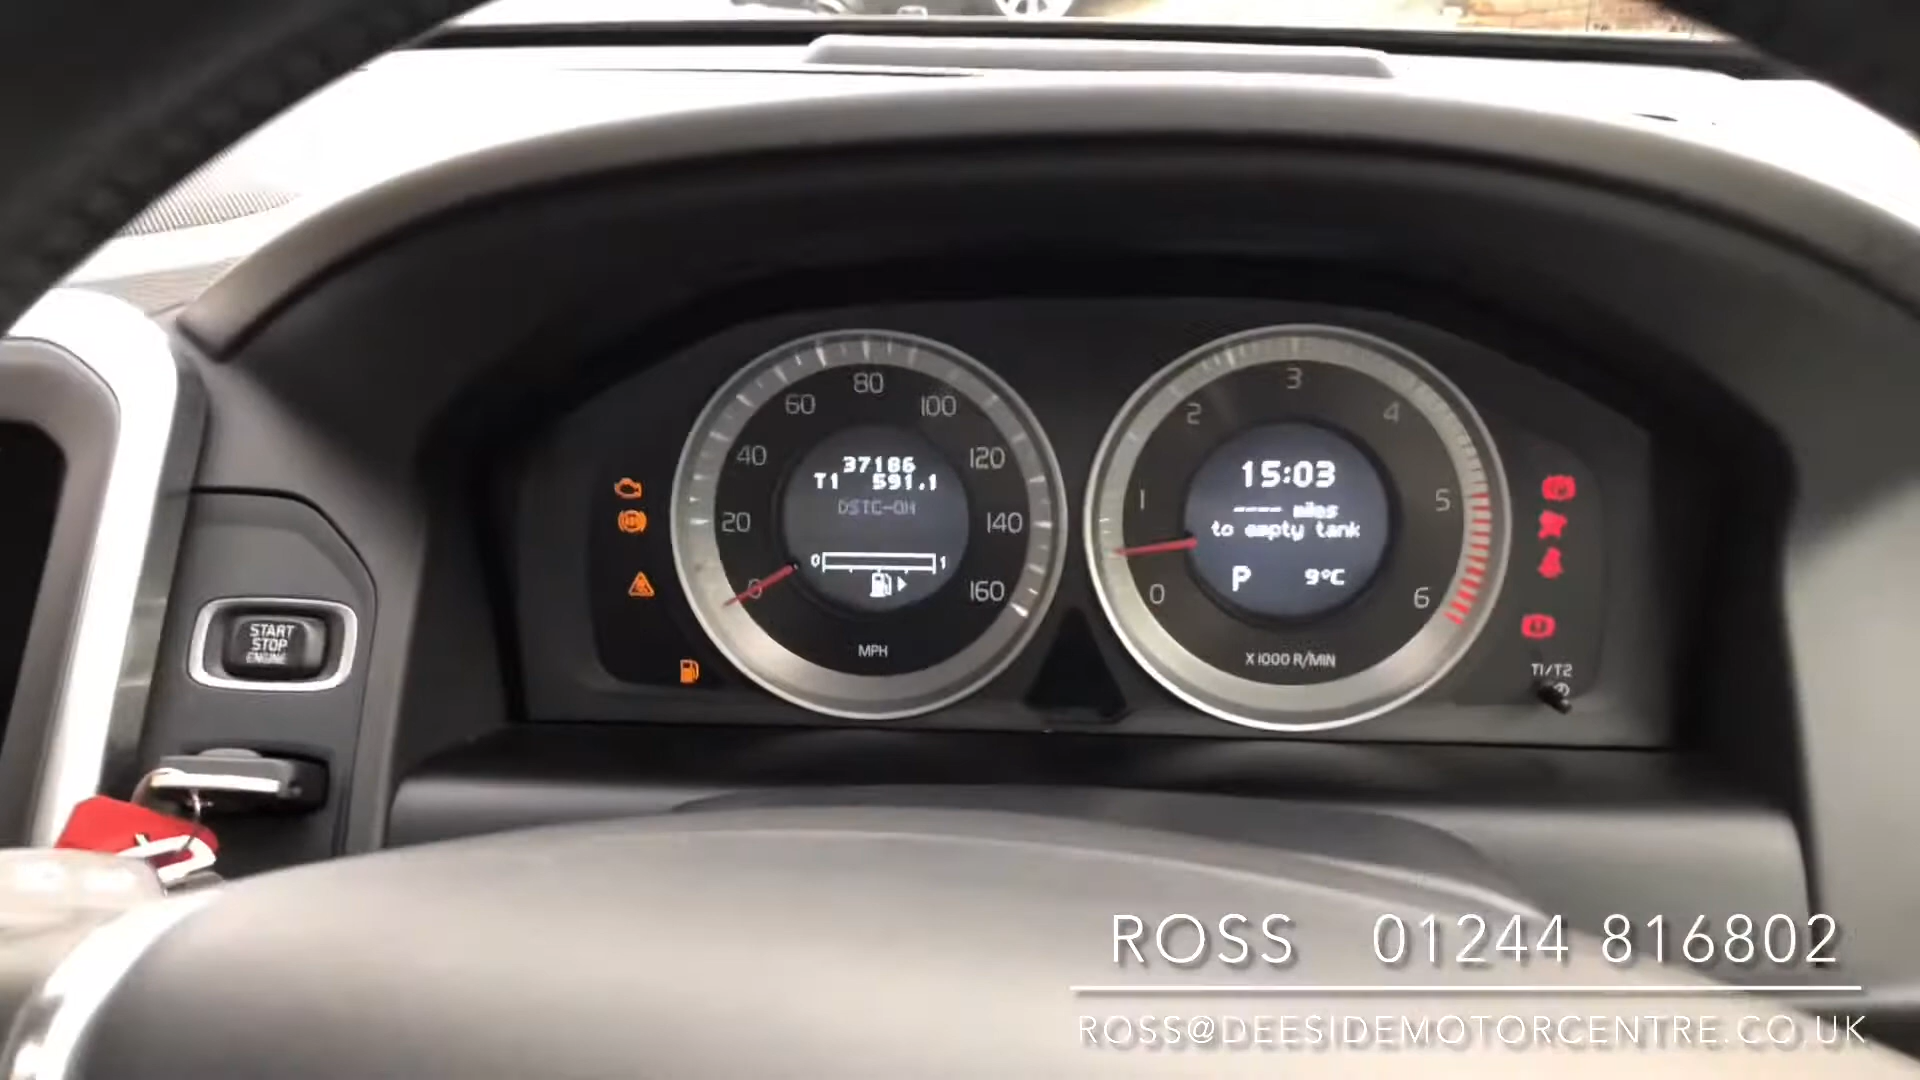 80
60
100
40
120
20
140
0
160
MPH
37186
T1 591.1
DSTC-ON
0 1
3
2
4
1
5
0
6
X1000 R/MIN
15:03
---- miles
to empty tank
P 9°C
T1/T2
START
STOP
ENGINE
ROSS 01244 816802
ROSS@DEESIDEMOTORCENTRE.CO.UK